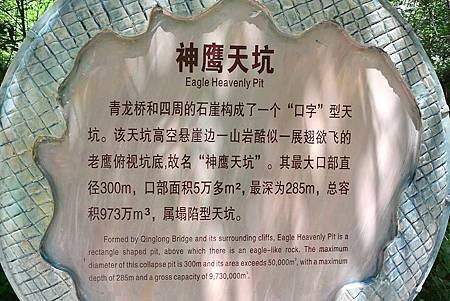 神鹰天坑
Eagle Heavenly Pit
青龙桥和四周的石崖构成了一个“口字”型天
坑。该天坑高空悬崖边一山岩酷似一展翅欲飞的
老鹰俯视坑底,故名“神鹰天坑”。其最大口部直
径300m,口部面积5万多m²,最深为285m,总容
积973万m³,属塌陷型天坑。
Formed by Qinglong Bridge and its surrounding cliffs, Eagle Heavenly Pit is a
rectangle shaped pit, above which there is an eagle-like rock. The maximum
diameter of this collapse pit is 300m and its area exceeds 50,000m², with a maximum
depth of 285m and a gross capacity of 9,730,000m³.